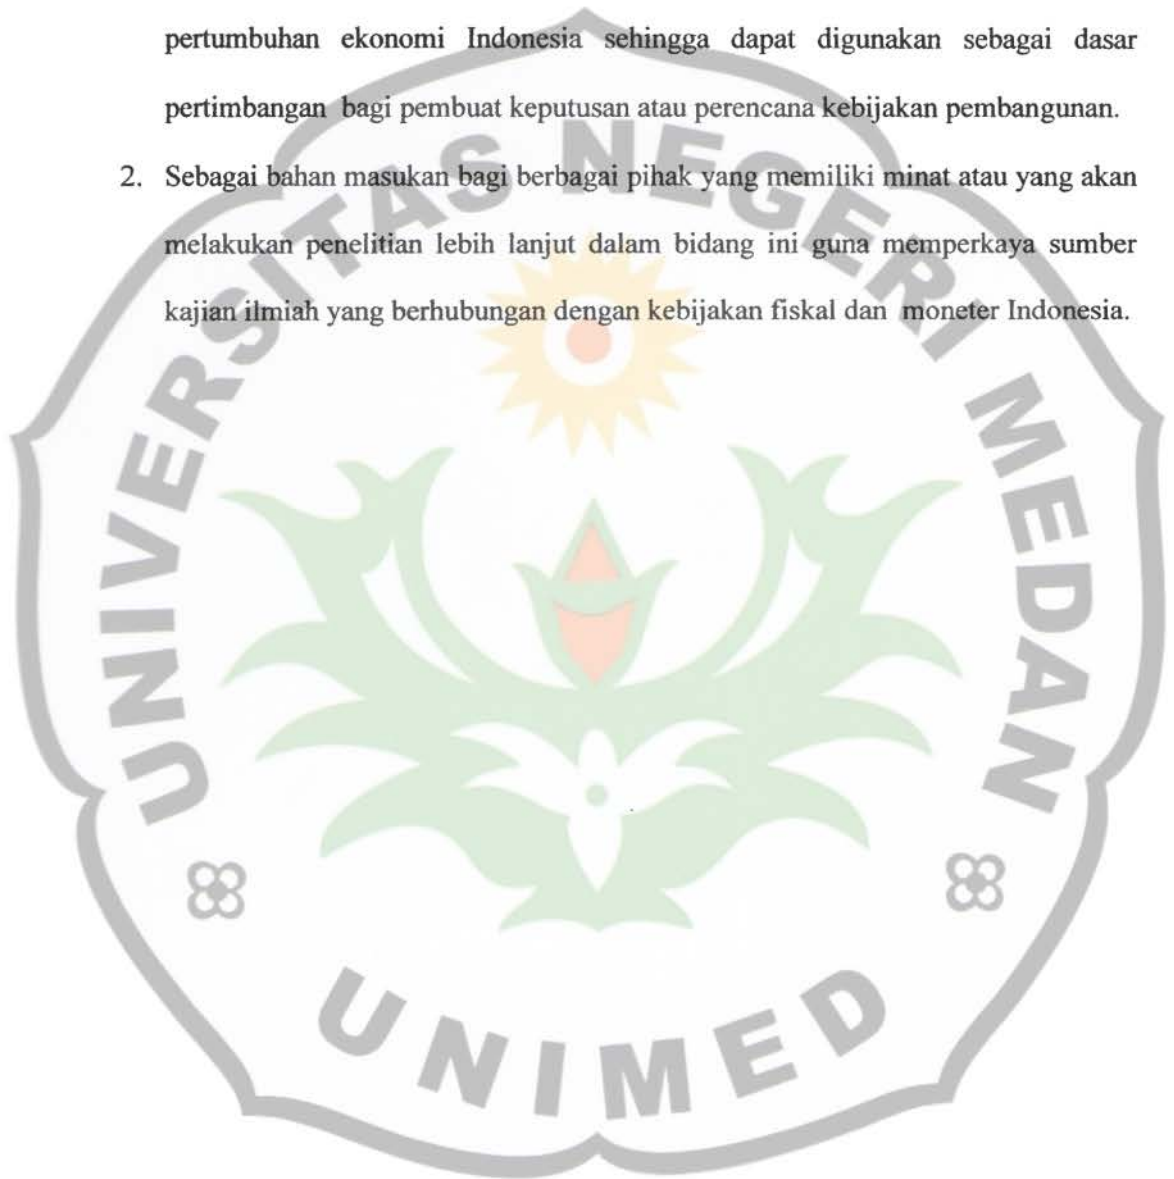 pertumbuhan ekonomi Indonesia sehingga dapat digunakan sebagai dasar
pertimbangan bagi pembuat keputusan atau perencana kebijakan pembangunan.
2. Sebagai bahan masukan bagi berbagai pihak yang memiliki minat atau yang akan
melakukan penelitian lebih lanjut dalam bidang ini guna memperkaya sumber
kajian ilmiah yang berhubungan dengan kebijakan fiskal dan moneter Indonesia.
UNIVERSITAS NEGERI MEDAN
UNIMED